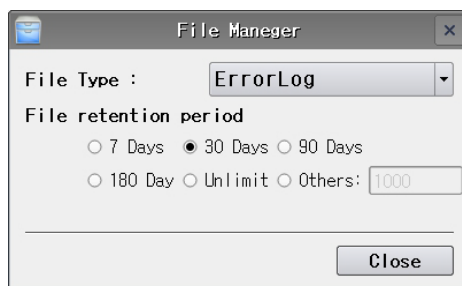 File Maneger
File Type : ErrorLog
File retention period
7 Days 30 Days 90 Days
180 Day Unlimit Others: 1000
Close